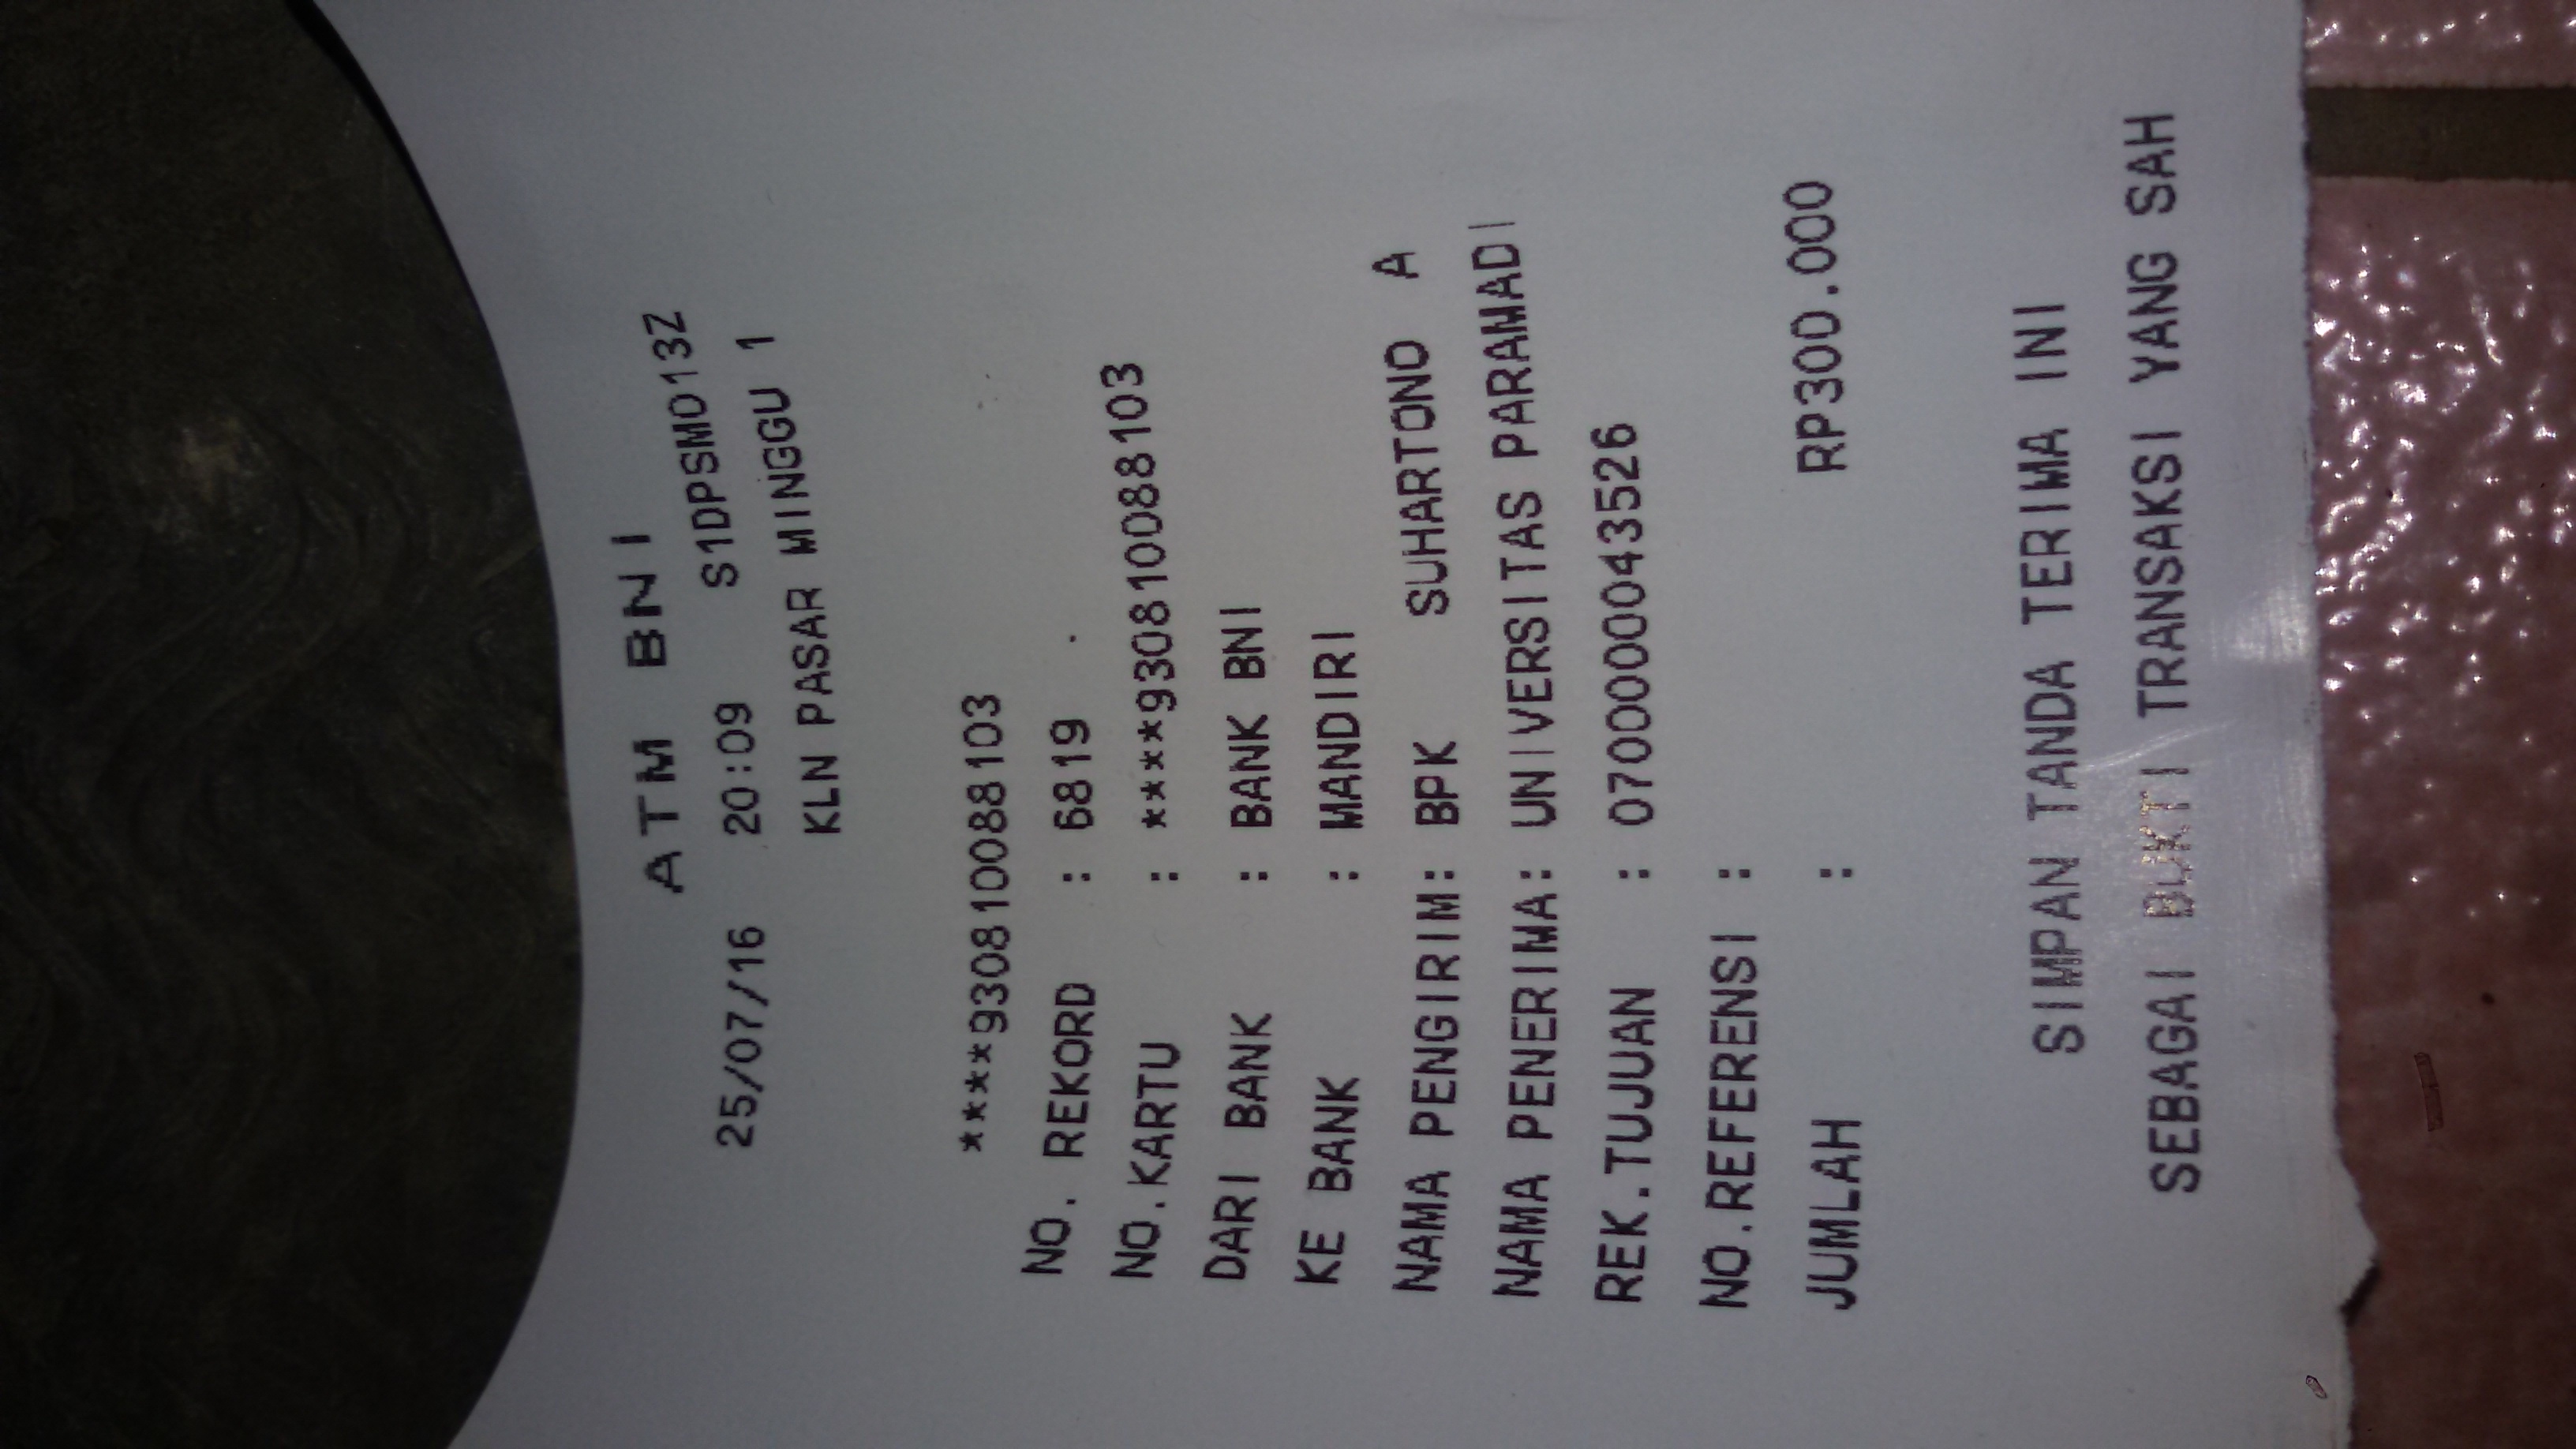 ATM BNI
25/07/16 20:09 S1DPSM013Z
KLN PASAR MINGGU 1
****930810088103
NO. REKORD : 6819
NO.KARTU : ****930810088103
DARI BANK : BANK BNI
KE BANK : MANDIRI
NAMA PENGIRIM: BPK SUHARTONO A
NAMA PENERIMA: UNIVERSITAS PARAMADI
REK.TUJUAN : 0700000043526
NO.REFERENSI :
JUMLAH : RP300.000
SIMPAN TANDA TERIMA INI
SEBAGAI BUKTI TRANSAKSI YANG SAH